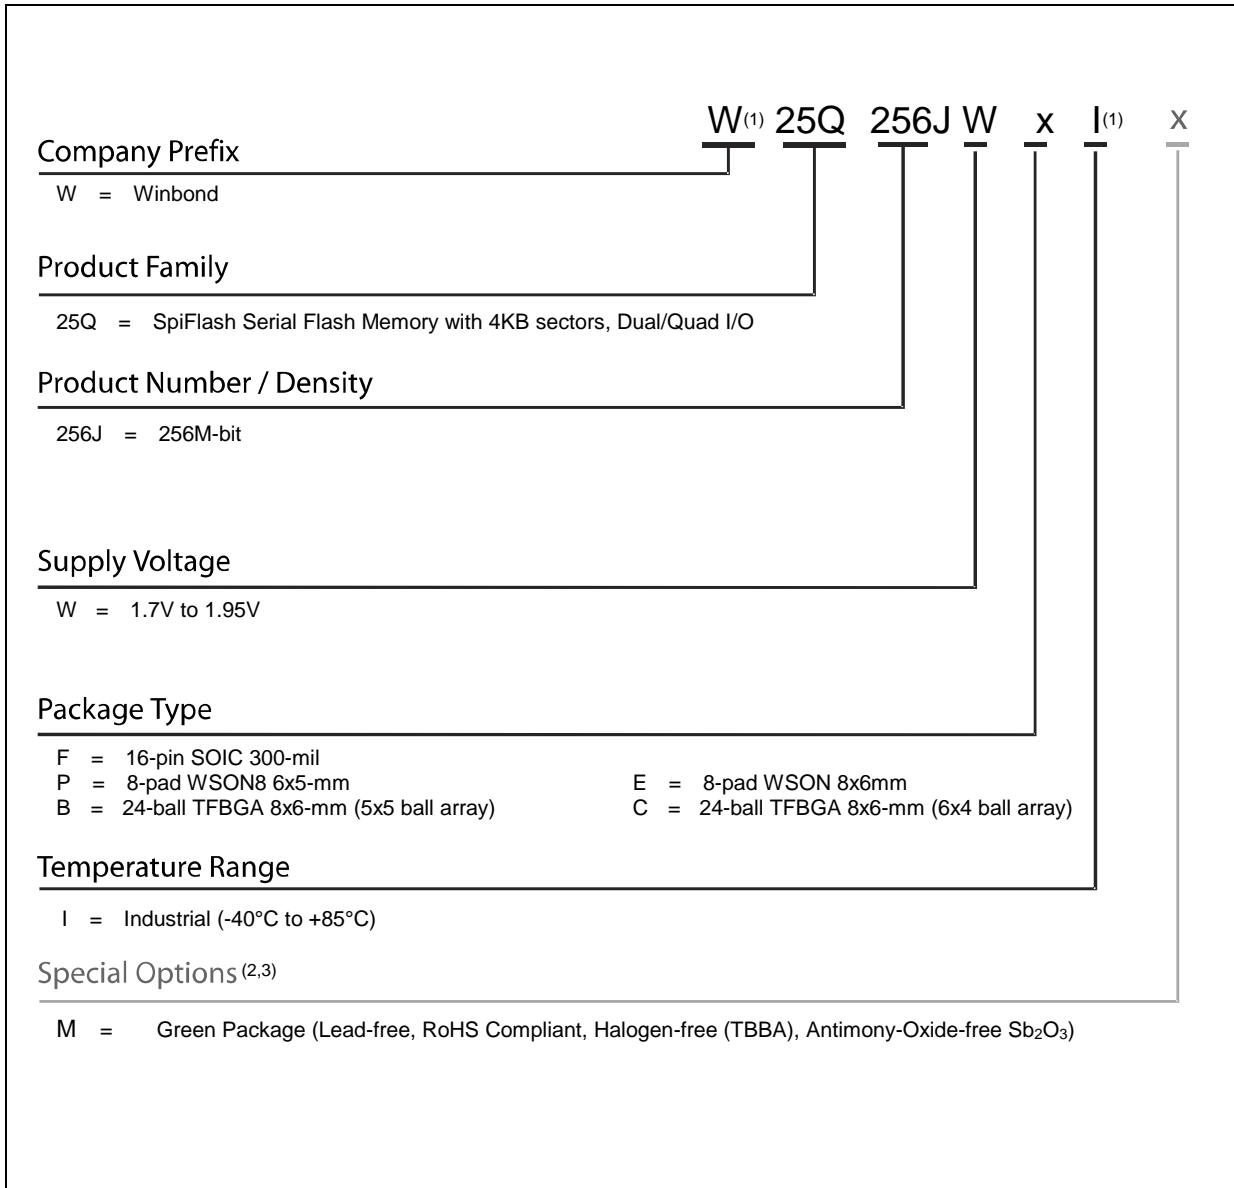 W(1) 25Q 256J W x I(1) x
Company Prefix
W = Winbond
Product Family
25Q = SpiFlash Serial Flash Memory with 4KB sectors, Dual/Quad I/O
Product Number / Density
256J = 256M-bit
Supply Voltage
W = 1.7V to 1.95V
Package Type
F = 16-pin SOIC 300-mil
P = 8-pad WSON8 6x5-mm E = 8-pad WSON 8x6mm
B = 24-ball TFBGA 8x6-mm (5x5 ball array) C = 24-ball TFBGA 8x6-mm (6x4 ball array)
Temperature Range
I = Industrial (-40°C to +85°C)
Special Options (2,3)
M = Green Package (Lead-free, RoHS Compliant, Halogen-free (TBBA), Antimony-Oxide-free Sb₂O₃)